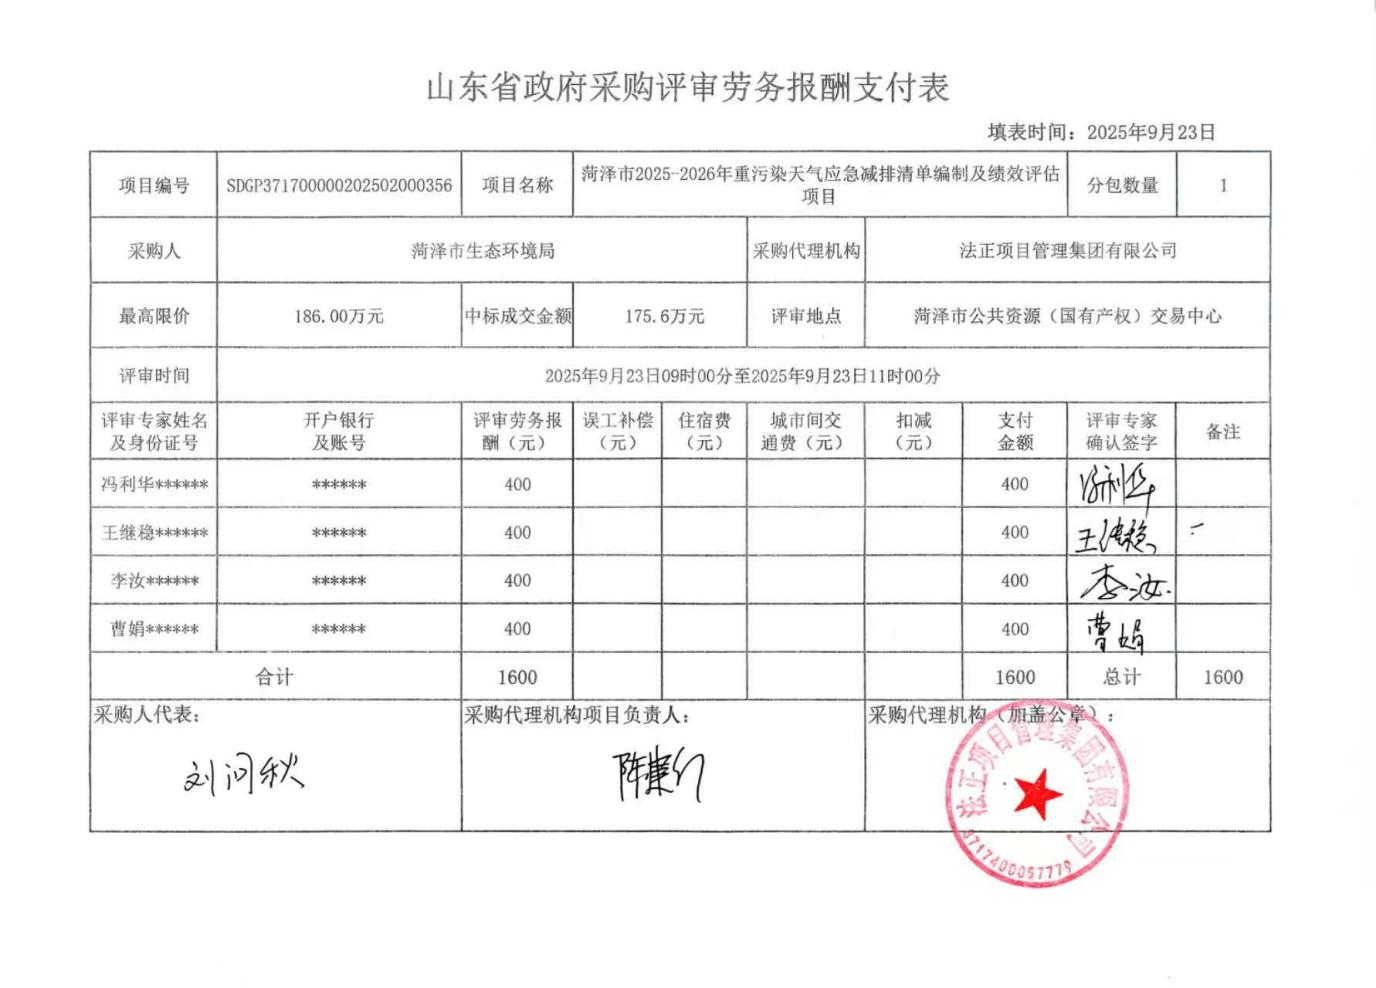 山东省政府采购评审劳务报酬支付表
填表时间：2025年9月23日
项目编号 SDGP371700000202502000356 项目名称 菏泽市2025-2026年重污染天气应急减排清单编制及绩效评估
项目 分包数量 1
采购人 菏泽市生态环境局 采购代理机构 法正项目管理集团有限公司
最高限价 186.00万元 中标成交金额 175.6万元 评审地点 菏泽市公共资源（国有产权）交易中心
评审时间 2025年9月23日09时00分至2025年9月23日11时00分
评审专家姓名 开户银行 评审劳务报 误工补偿 住宿费 城市间交 扣减 支付 评审专家 备注
及身份证号 及账号 酬（元） （元） （元） 通费（元） （元） 金额 确认签字
冯利华****** ****** 400 400 冯利华
王继稳****** ****** 400 400 王继稳
李汝****** ****** 400 400 李汝
曹娟****** ****** 400 400 曹娟
合计 1600 1600 总计 1600
采购人代表： 采购代理机构项目负责人： 采购代理机构（加盖公章）：
刘问秋
法正项目管理集团有限公司
3717400057779